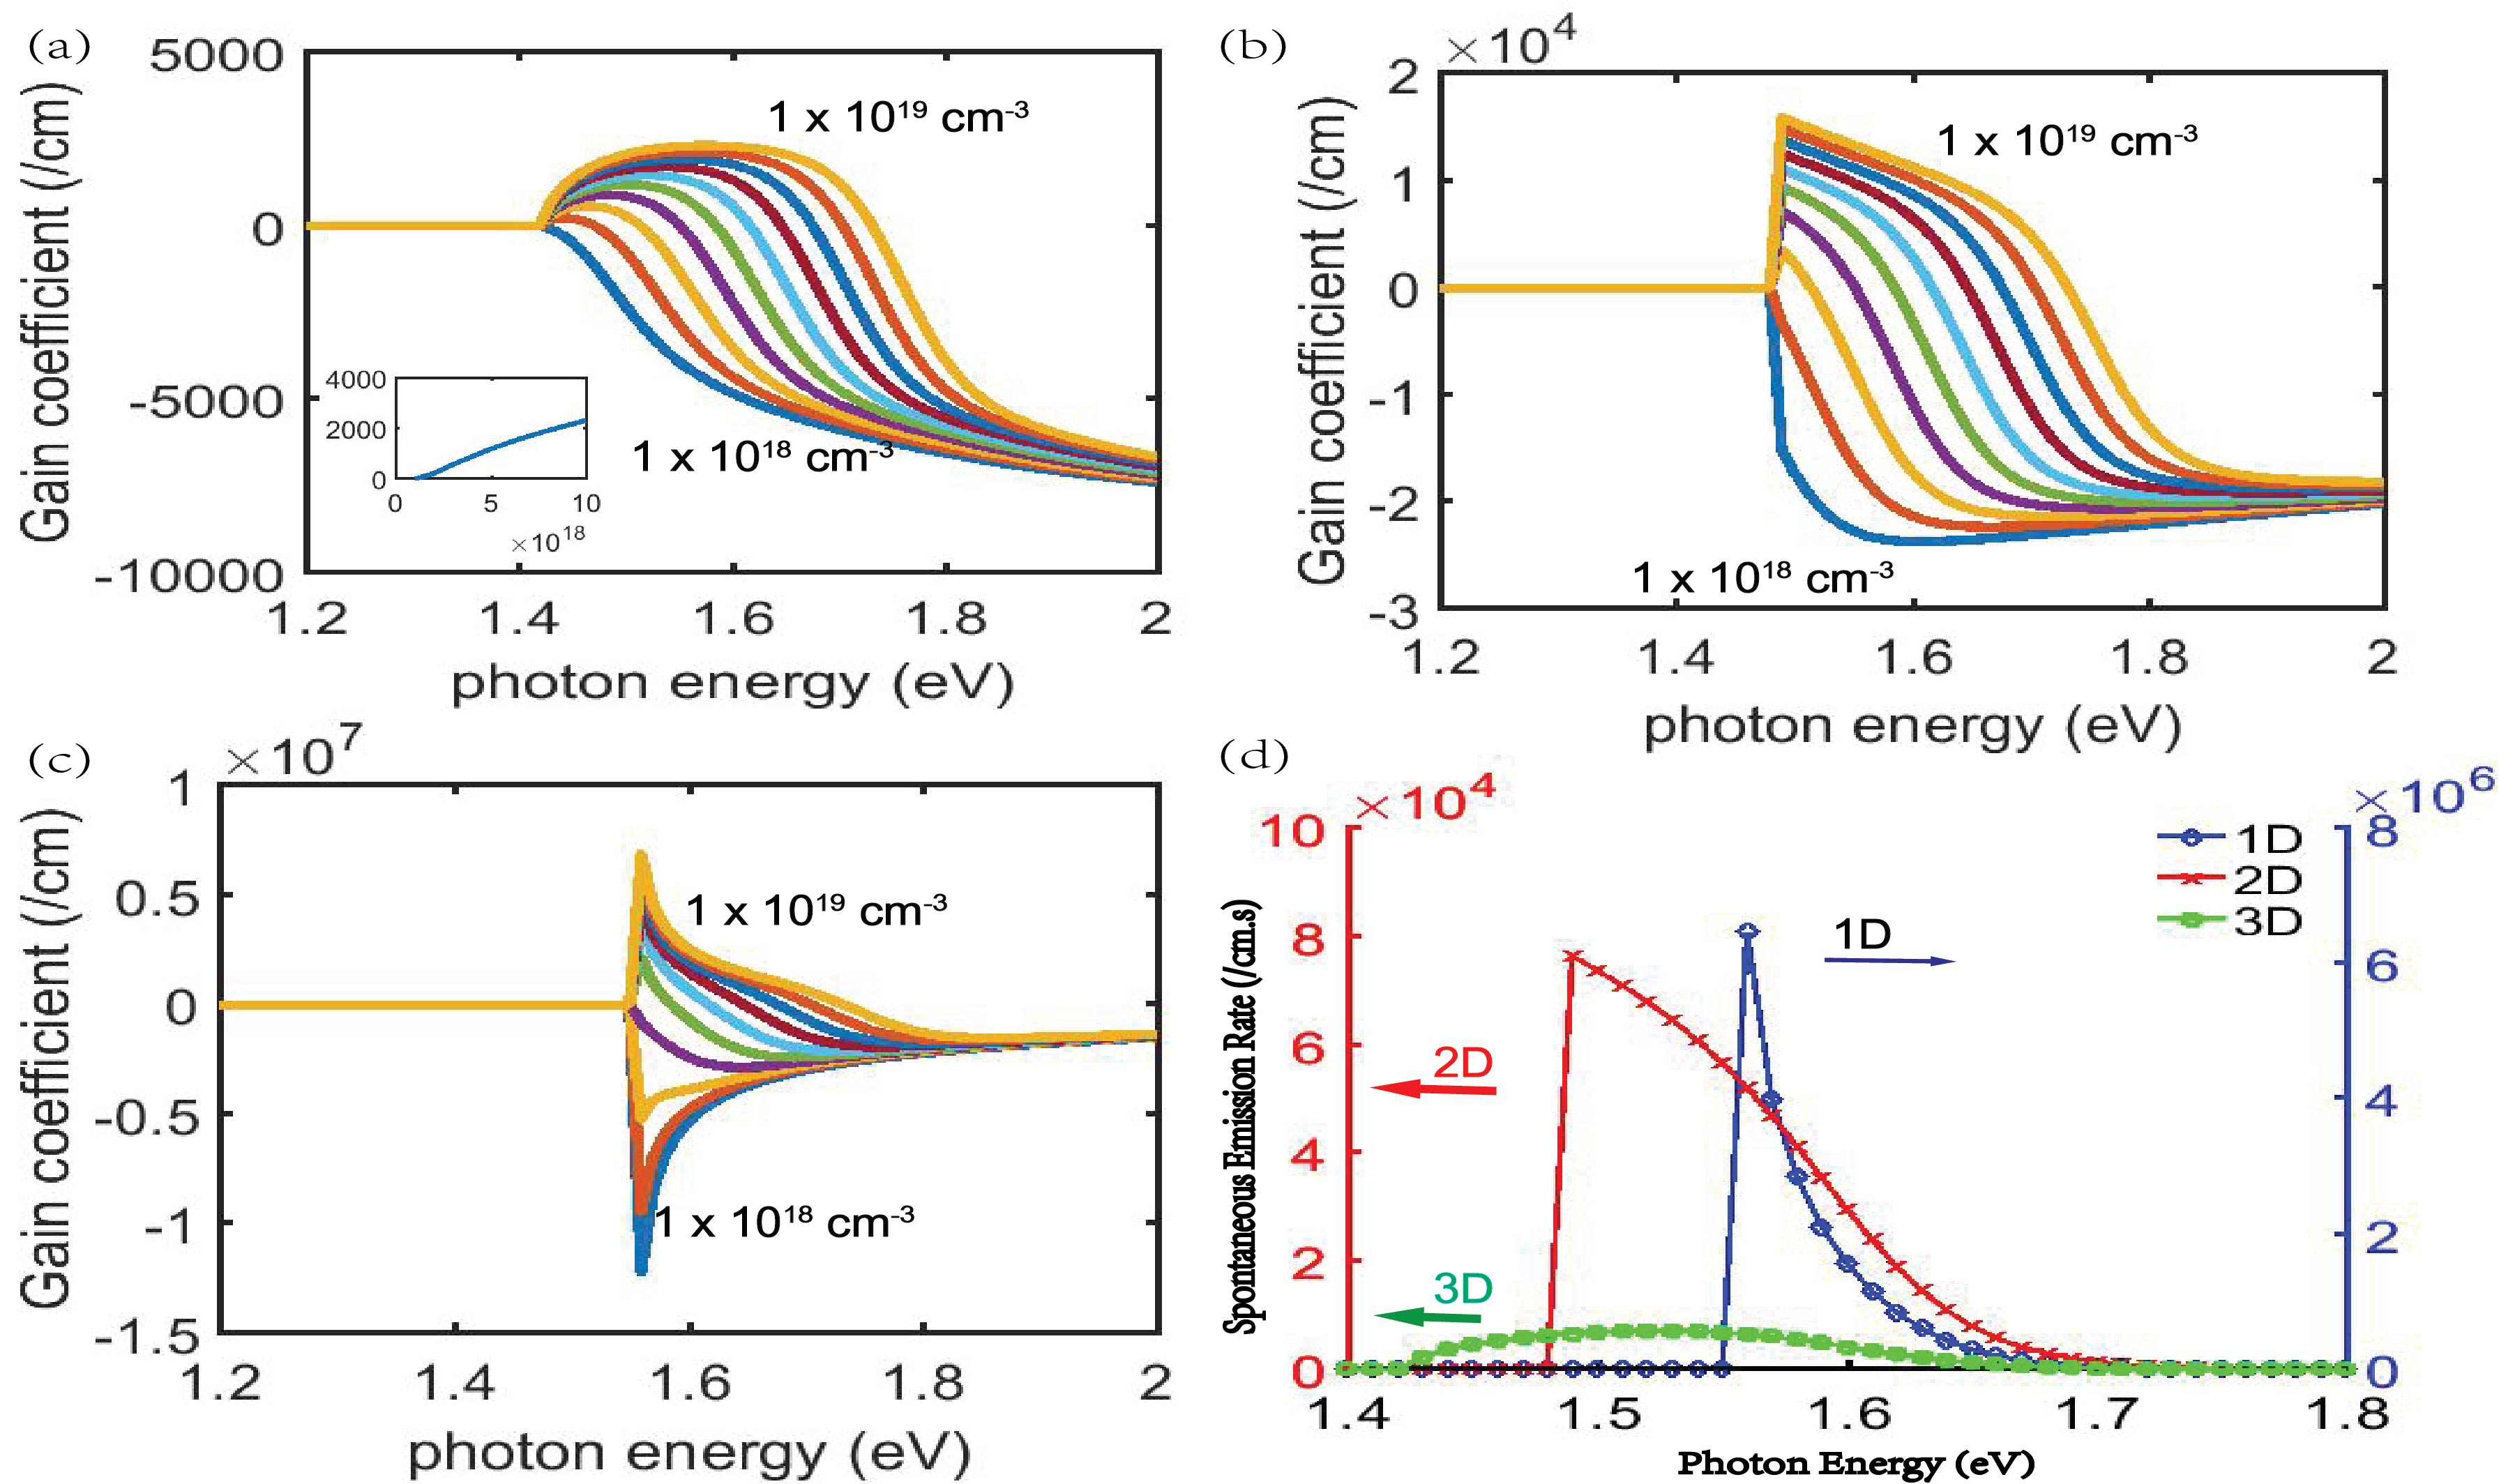 (a)
5000
0
-5000
-10000
Gain coefficient (/cm)
1 x 10¹⁹ cm⁻³
1 x 10¹⁸ cm⁻³
4000
2000
0
0 5 10
×10¹⁸
1.2 1.4 1.6 1.8 2
photon energy (eV)
(b)
×10⁴
2
1
0
-1
-2
-3
Gain coefficient (/cm)
1 x 10¹⁹ cm⁻³
1 x 10¹⁸ cm⁻³
1.2 1.4 1.6 1.8 2
photon energy (eV)
(c)
×10⁷
1
0.5
0
-0.5
-1
-1.5
Gain coefficient (/cm)
1 x 10¹⁹ cm⁻³
1 x 10¹⁸ cm⁻³
1.2 1.4 1.6 1.8 2
photon energy (eV)
(d)
×10⁴
10
8
6
4
2
0
Spontaneous Emission Rate (/cm.s)
×10⁶
8
6
4
2
0
1D
2D
3D
1D
2D
3D
1.4 1.5 1.6 1.7 1.8
Photon Energy (eV)